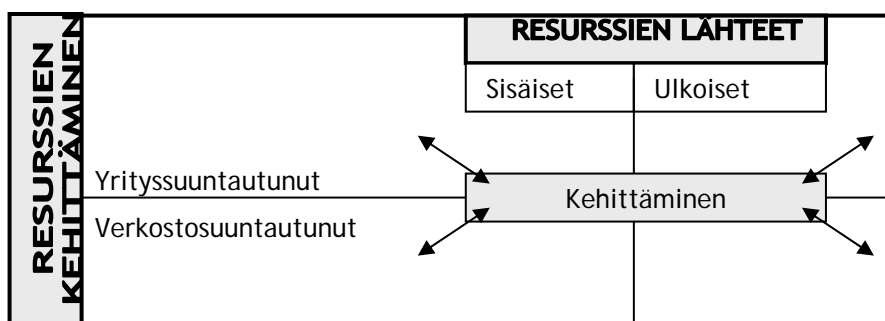 RESURSSIEN LÄHTEET
Sisäiset
Ulkoiset
RESURSSIEN
KEHITTÄMINEN
Yrityssuuntautunut
Kehittäminen
Verkostosuuntautunut